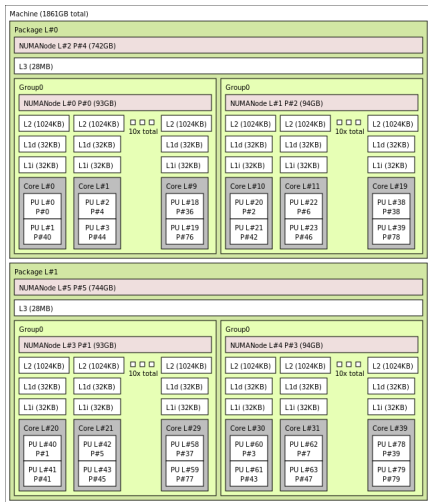 Machine (1861GB total)
Package L#0
NUMANode L#2 P#4 (742GB)
L3 (28MB)
Group0
NUMANode L#0 P#0 (93GB)
L2 (1024KB) L2 (1024KB) 10x total L2 (1024KB)
L1d (32KB) L1d (32KB) L1d (32KB)
L1i (32KB) L1i (32KB) L1i (32KB)
Core L#0 Core L#1 Core L#9
PU L#0 PU L#2 PU L#18
P#0 P#4 P#36
PU L#1 PU L#3 PU L#19
P#40 P#44 P#76
Group0
NUMANode L#1 P#2 (94GB)
L2 (1024KB) L2 (1024KB) 10x total L2 (1024KB)
L1d (32KB) L1d (32KB) L1d (32KB)
L1i (32KB) L1i (32KB) L1i (32KB)
Core L#10 Core L#11 Core L#19
PU L#20 PU L#22 PU L#38
P#2 P#6 P#38
PU L#21 PU L#23 PU L#39
P#42 P#46 P#78
Package L#1
NUMANode L#5 P#5 (744GB)
L3 (28MB)
Group0
NUMANode L#3 P#1 (93GB)
L2 (1024KB) L2 (1024KB) 10x total L2 (1024KB)
L1d (32KB) L1d (32KB) L1d (32KB)
L1i (32KB) L1i (32KB) L1i (32KB)
Core L#20 Core L#21 Core L#29
PU L#40 PU L#42 PU L#58
P#1 P#5 P#37
PU L#41 PU L#43 PU L#59
P#41 P#45 P#77
Group0
NUMANode L#4 P#3 (94GB)
L2 (1024KB) L2 (1024KB) 10x total L2 (1024KB)
L1d (32KB) L1d (32KB) L1d (32KB)
L1i (32KB) L1i (32KB) L1i (32KB)
Core L#30 Core L#31 Core L#39
PU L#60 PU L#62 PU L#78
P#3 P#7 P#39
PU L#61 PU L#63 PU L#79
P#43 P#47 P#79